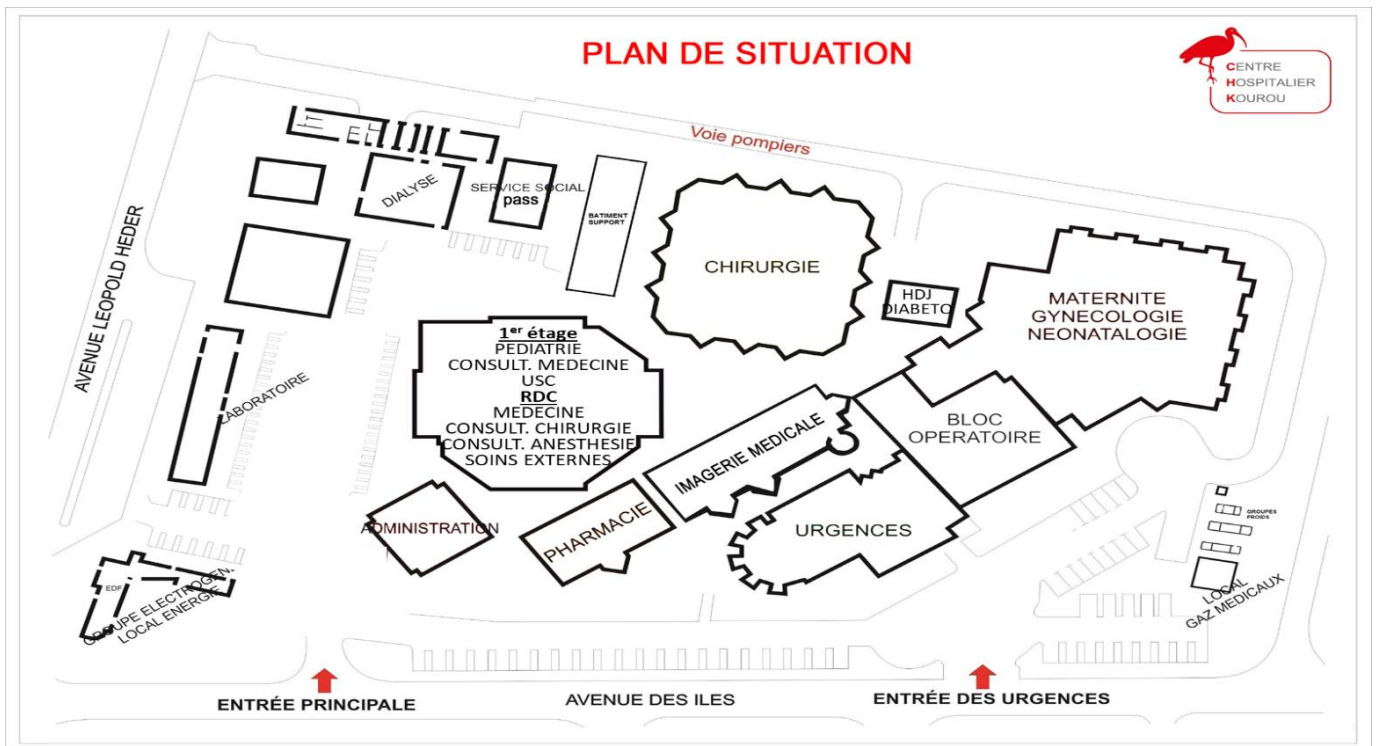 PLAN DE SITUATION
CENTRE
HOSPITALIER
KOUROU
Voie pompiers
AVENUE LEOPOLD HEDER
DIALYSE
SERVICE SOCIAL
pass
BATIMENT
SUPPORT
CHIRURGIE
HDJ
DIABETO
MATERNITE
GYNECOLOGIE
NEONATALOGIE
1er étage
PEDIATRIE
CONSULT. MEDECINE
USC
RDC
MEDECINE
CONSULT. CHIRURGIE
CONSULT. ANESTHESIE
SOINS EXTERNES
LABORATOIRE
IMAGERIE MEDICALE
BLOC
OPERATOIRE
ADMINISTRATION
PHARMACIE
URGENCES
GROUPES
FROIDS
EDF
GROUPE ELECTROGEN.
LOCAL ENERGIE
LOCAL
GAZ MEDICAUX
ENTRÉE PRINCIPALE
AVENUE DES ILES
ENTRÉE DES URGENCES